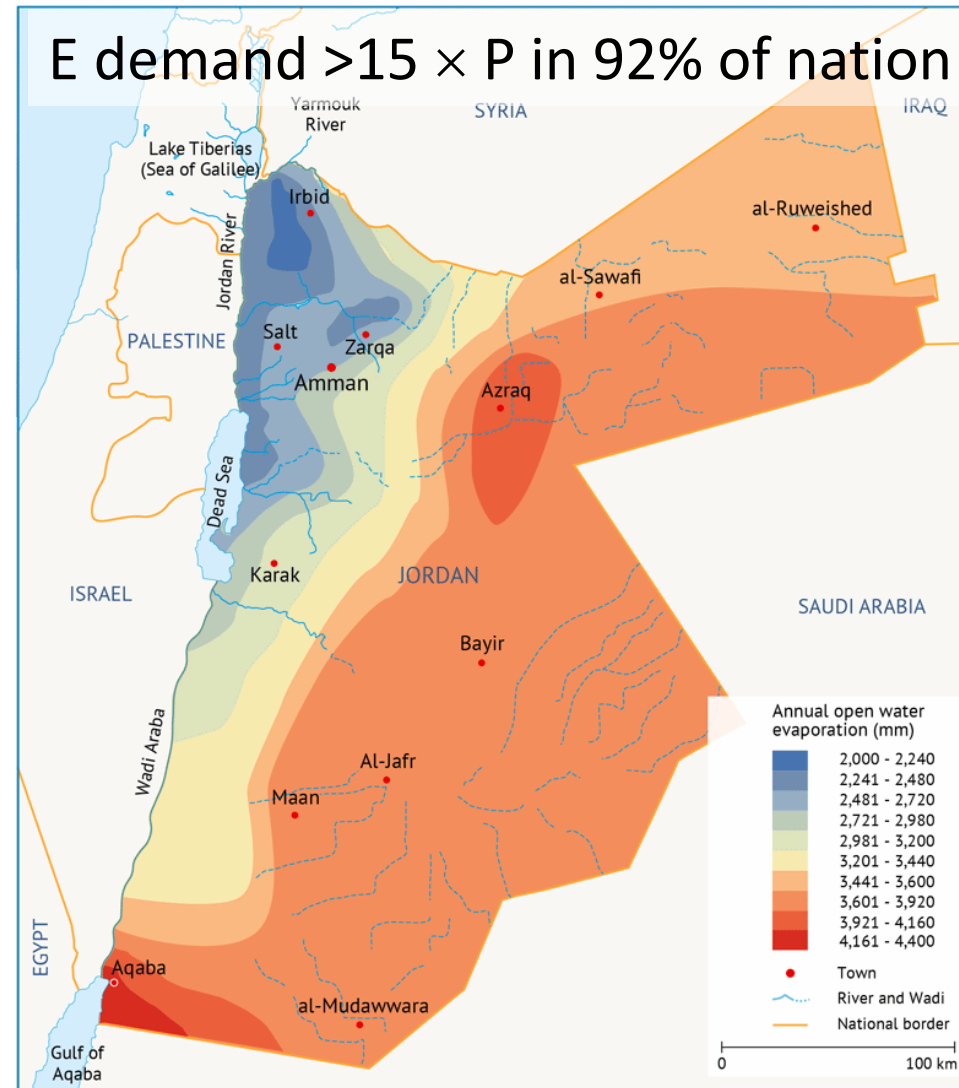 E demand >15 × P in 92% of nation
Yarmouk
River
SYRIA
IRAQ
Lake Tiberias
(Sea of Galilee)
Irbid
al-Ruweished
Jordan River
al-Sawafi
PALESTINE
Salt
Zarqa
Amman
Azraq
Dead Sea
Karak
JORDAN
ISRAEL
SAUDI ARABIA
Bayir
Wadi Araba
Al-Jafr
Maan
EGYPT
Aqaba
al-Mudawwara
Gulf of
Aqaba
Annual open water
evaporation (mm)
2,000 - 2,240
2,241 - 2,480
2,481 - 2,720
2,721 - 2,980
2,981 - 3,200
3,201 - 3,440
3,441 - 3,600
3,601 - 3,920
3,921 - 4,160
4,161 - 4,400
Town
River and Wadi
National border
0 100 km